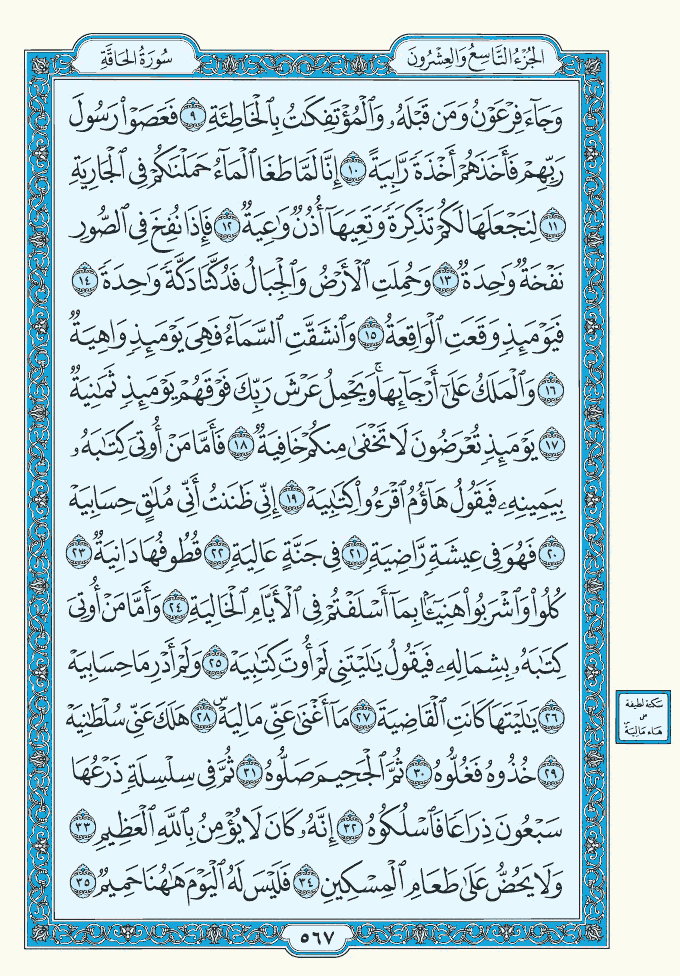 الجُزْءُ التَّاسِعُ وَالعِشْرُونَ
سُورَةُ الحَاقَّةِ
وَجَآءَ فِرْعَوْنُ وَمَن قَبْلَهُۥ وَٱلْمُؤْتَفِكَٰتُ بِٱلْخَاطِئَةِ ٩ فَعَصَوْا۟ رَسُولَ
رَبِّهِمْ فَأَخَذَهُمْ أَخْذَةً رَّابِيَةً ١٠ إِنَّا لَمَّا طَغَا ٱلْمَآءُ حَمَلْنَٰكُمْ فِى ٱلْجَارِيَةِ
١١ لِنَجْعَلَهَا لَكُمْ تَذْكِرَةً وَتَعِيَهَآ أُذُنٌ وَٰعِيَةٌ ١٢ فَإِذَا نُفِخَ فِى ٱلصُّورِ
نَفْخَةٌ وَٰحِدَةٌ ١٣ وَحُمِلَتِ ٱلْأَرْضُ وَٱلْجِبَالُ فَدُكَّتَا دَكَّةً وَٰحِدَةً ١٤
فَيَوْمَئِذٍ وَقَعَتِ ٱلْوَاقِعَةُ ١٥ وَٱنشَقَّتِ ٱلسَّمَآءُ فَهِىَ يَوْمَئِذٍ وَاهِيَةٌ
١٦ وَٱلْمَلَكُ عَلَىٰٓ أَرْجَآئِهَا ۚ وَيَحْمِلُ عَرْشَ رَبِّكَ فَوْقَهُمْ يَوْمَئِذٍ ثَمَٰنِيَةٌ
١٧ يَوْمَئِذٍ تُعْرَضُونَ لَا تَخْفَىٰ مِنكُمْ خَافِيَةٌ ١٨ فَأَمَّا مَنْ أُوتِىَ كِتَٰبَهُۥ
بِيَمِينِهِۦ فَيَقُولُ هَآؤُمُ ٱقْرَءُوا۟ كِتَٰبِيَهْ ١٩ إِنِّى ظَنَنتُ أَنِّى مُلَٰقٍ حِسَابِيَهْ
٢٠ فَهُوَ فِى عِيشَةٍ رَّاضِيَةٍ ٢١ فِى جَنَّةٍ عَالِيَةٍ ٢٢ قُطُوفُهَا دَانِيَةٌ ٢٣
كُلُوا۟ وَٱشْرَبُوا۟ هَنِيٓـًٔۢا بِمَآ أَسْلَفْتُمْ فِى ٱلْأَيَّامِ ٱلْخَالِيَةِ ٢٤ وَأَمَّا مَنْ أُوتِىَ
كِتَٰبَهُۥ بِشِمَالِهِۦ فَيَقُولُ يَٰلَيْتَنِى لَمْ أُوتَ كِتَٰبِيَهْ ٢٥ وَلَمْ أَدْرِ مَا حِسَابِيَهْ
٢٦ يَٰلَيْتَهَا كَانَتِ ٱلْقَاضِيَةَ ٢٧ مَآ أَغْنَىٰ عَنِّى مَالِيَهْ ۜ ٢٨ هَلَكَ عَنِّى سُلْطَٰنِيَهْ
٢٩ خُذُوهُ فَغُلُّوهُ ٣٠ ثُمَّ ٱلْجَحِيمَ صَلُّوهُ ٣١ ثُمَّ فِى سِلْسِلَةٍ ذَرْعُهَا
سَبْعُونَ ذِرَاعًا فَٱسْلُكُوهُ ٣٢ إِنَّهُۥ كَانَ لَا يُؤْمِنُ بِٱللَّهِ ٱلْعَظِيمِ ٣٣
وَلَا يَحُضُّ عَلَىٰ طَعَامِ ٱلْمِسْكِينِ ٣٤ فَلَيْسَ لَهُ ٱلْيَوْمَ هَٰهُنَا حَمِيمٌ ٣٥
سَكتة لطيفة
على
هَاء مَالِيَهْ
٥٦٧